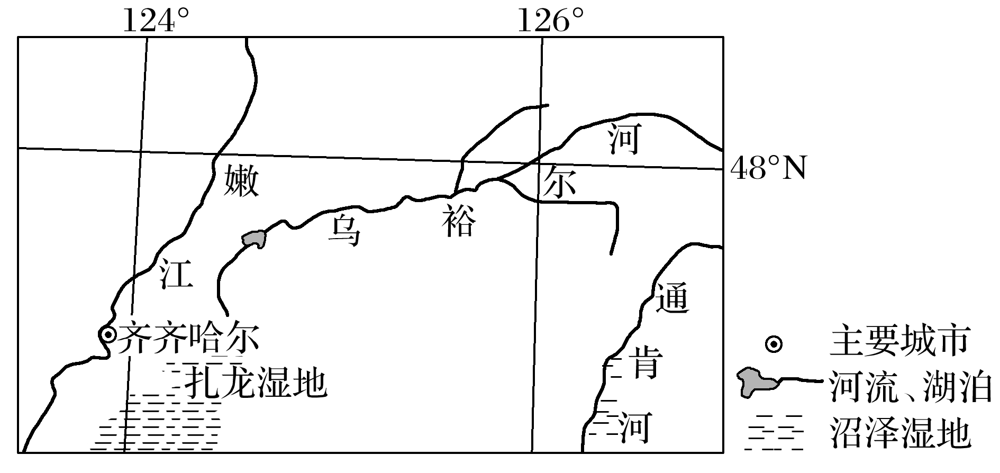 124°
126°
48°N
嫩
江
乌
裕
尔
河
齐齐哈尔
扎龙湿地
通
肯
河
主要城市
河流、湖泊
沼泽湿地